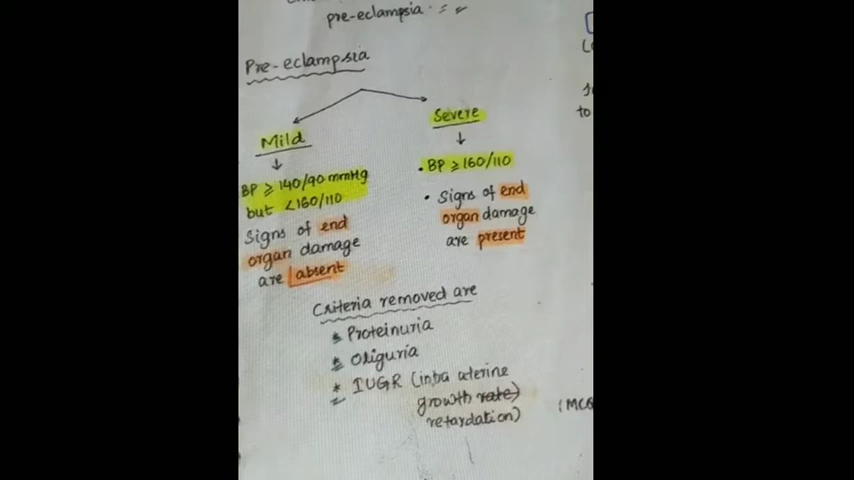 pre-eclampsia
Pre-eclampsia
Mild
BP ≥ 140/90 mmHg
but <160/110
Signs of end
organ damage
are absent
Severe
• BP ≥ 160/110
• Signs of end
organ damage
are present
Criteria removed are
* Proteinuria
* Oliguria
* IUGR (intra uterine
growth rate)
retardation)
(MCQ
to